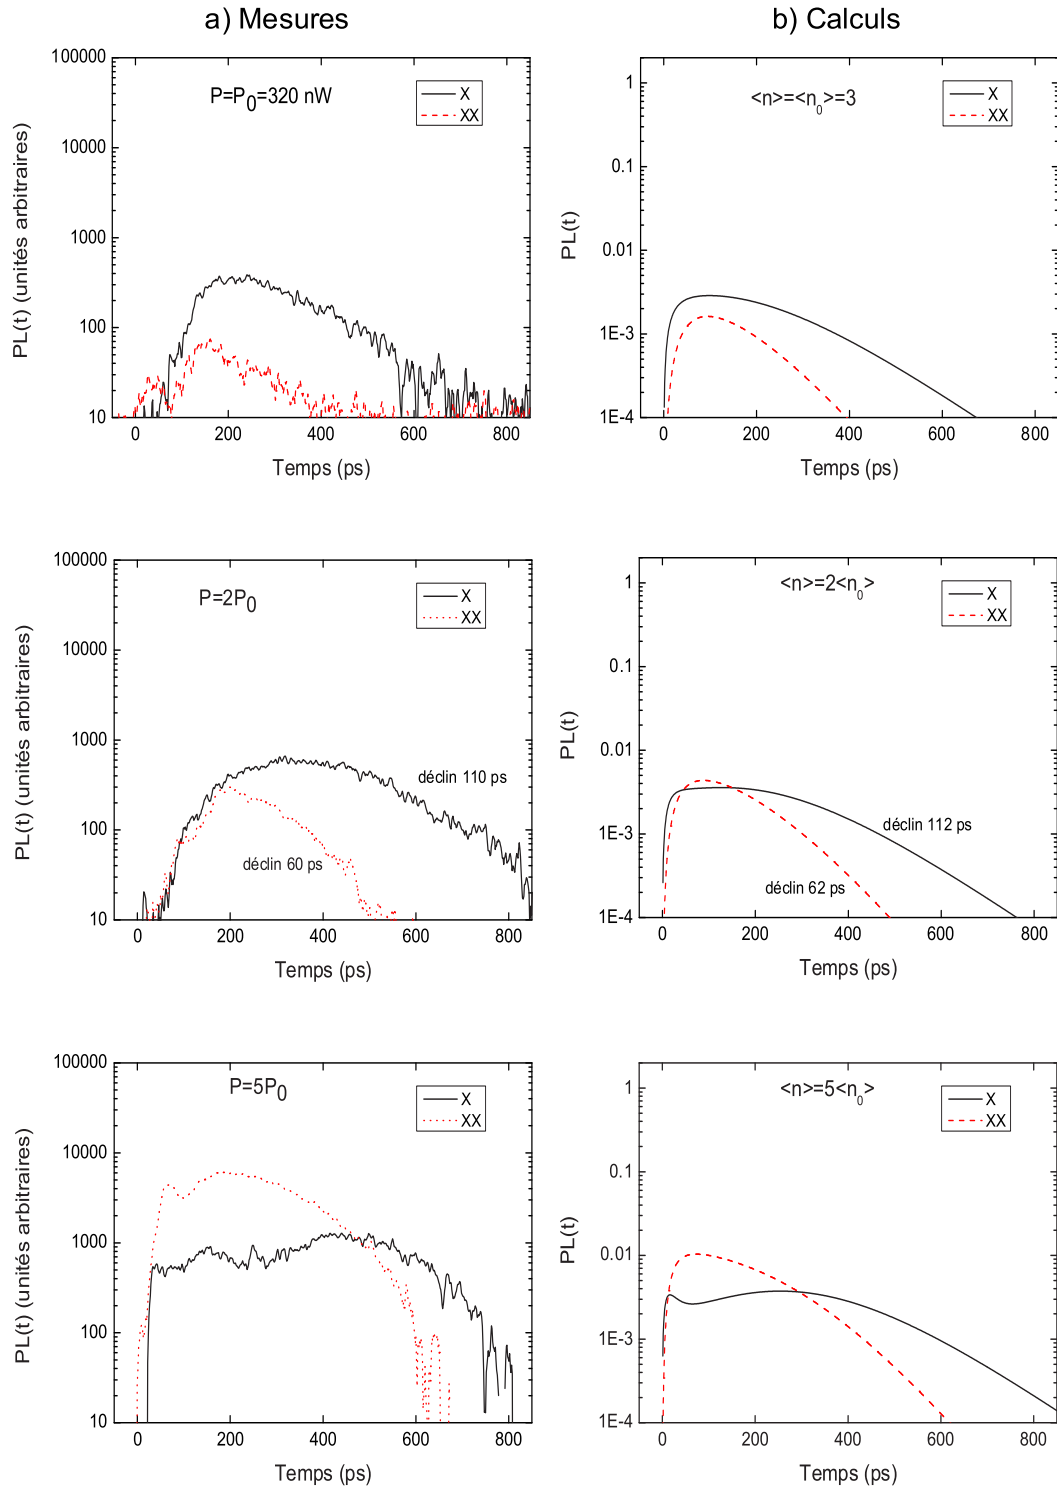 a) Mesures
b) Calculs
100000
10000
1000
100
10
PL(t) (unités arbitraires)
P=P0=320 nW
X
XX
0
200
400
600
800
Temps (ps)
1
0.1
0.01
1E-3
1E-4
PL(t)
<n>=<n0>=3
X
XX
0
200
400
600
800
Temps (ps)
100000
10000
1000
100
10
PL(t) (unités arbitraires)
P=2P0
X
XX
déclin 110 ps
déclin 60 ps
0
200
400
600
800
Temps (ps)
1
0.1
0.01
1E-3
1E-4
PL(t)
<n>=2<n0>
X
XX
déclin 112 ps
déclin 62 ps
0
200
400
600
800
Temps (ps)
100000
10000
1000
100
10
PL(t) (unités arbitraires)
P=5P0
X
XX
0
200
400
600
800
Temps (ps)
1
0.1
0.01
1E-3
1E-4
PL(t)
<n>=5<n0>
X
XX
0
200
400
600
800
Temps (ps)